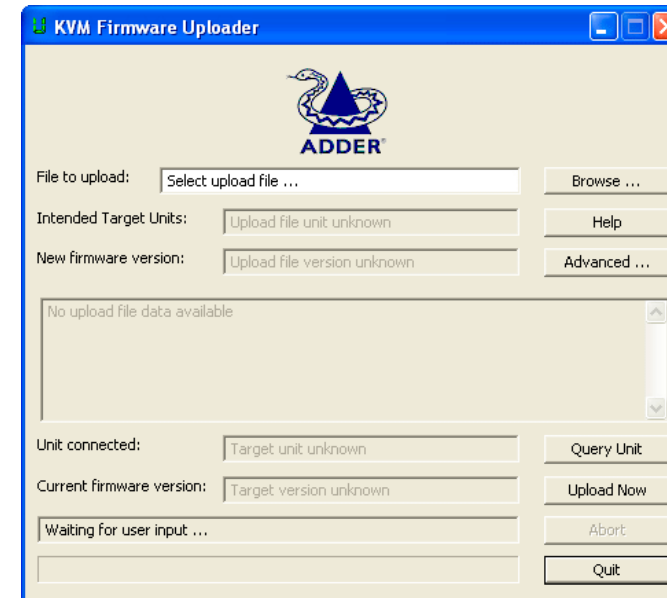 KVM Firmware Uploader
ADDER®
File to upload: Select upload file ... Browse ...
Intended Target Units: Upload file unit unknown Help
New firmware version: Upload file version unknown Advanced ...
No upload file data available
Unit connected: Target unit unknown Query Unit
Current firmware version: Target version unknown Upload Now
Waiting for user input ... Abort
Quit